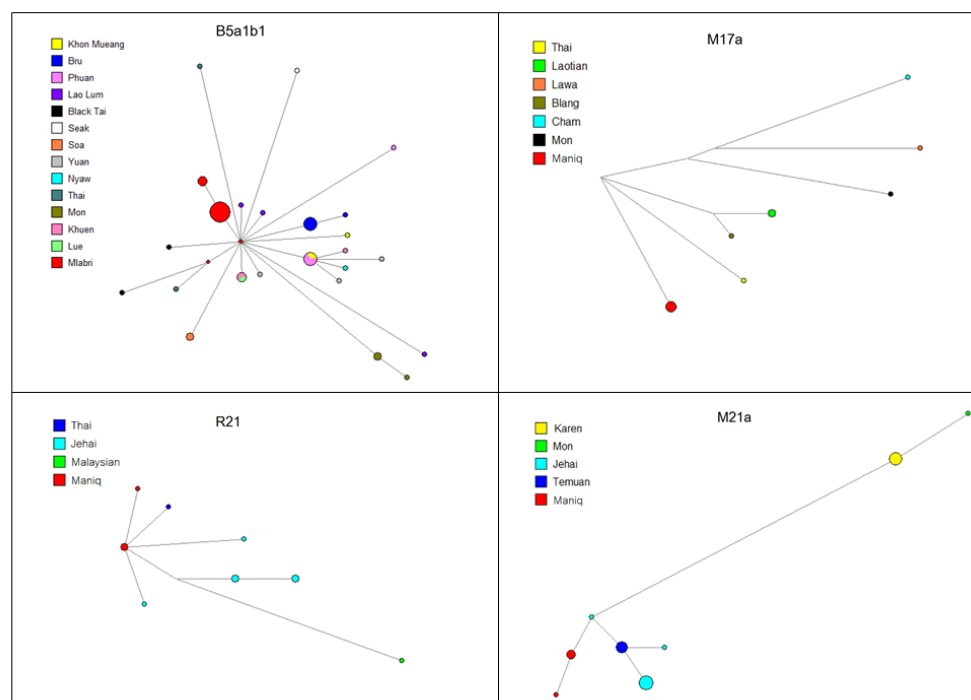 B5a1b1
Khon Mueang
Bru
Phuan
Lao Lum
Black Tai
Seak
Soa
Yuan
Nyaw
Thai
Mon
Khuen
Lue
Mlabri
M17a
Thai
Laotian
Lawa
Blang
Cham
Mon
Maniq
R21
Thai
Jehai
Malaysian
Maniq
M21a
Karen
Mon
Jehai
Temuan
Maniq